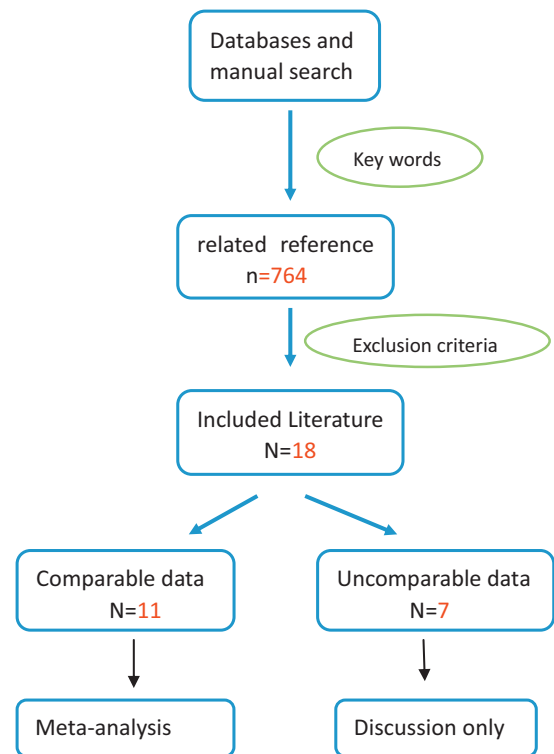 Databases and
manual search
Key words
related reference
n=764
Exclusion criteria
Included Literature
N=18
Comparable data
N=11
Uncomparable data
N=7
Meta-analysis
Discussion only